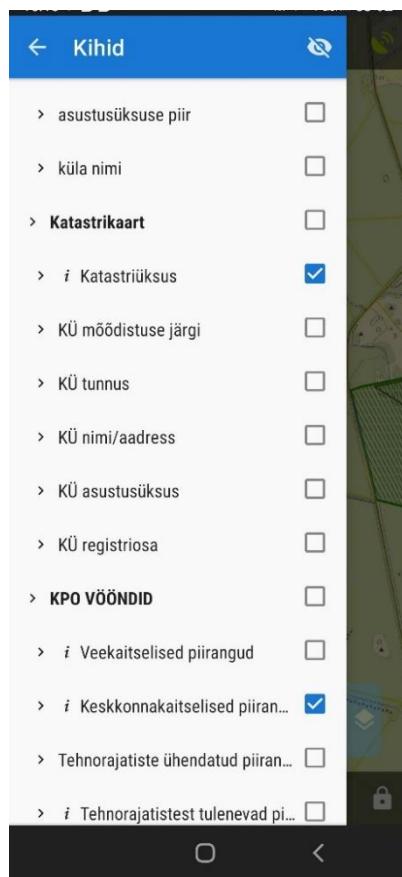 Kihid
asustusüksuse piir
küla nimi
Katastrikaart
i Katastriüksus
KÜ mõõdistuse järgi
KÜ tunnus
KÜ nimi/aadress
KÜ asustusüksus
KÜ registriosa
KPO VÖÖNDID
i Veekaitselised piirangud
i Keskkonnakaitselised piiran...
Tehnorajatiste ühendatud piiran...
i Tehnorajatistest tulenevad pi...